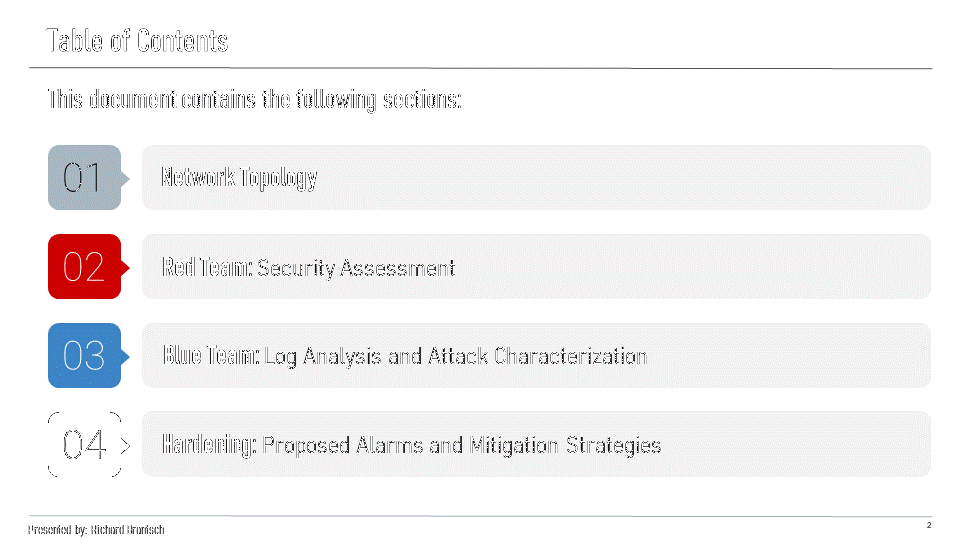 Table of Contents
This document contains the following sections:
01
Network Topology
02
Red Team: Security Assessment
03
Blue Team: Log Analysis and Attack Characterization
04
Hardening: Proposed Alarms and Mitigation Strategies
Presented by: Richard
2